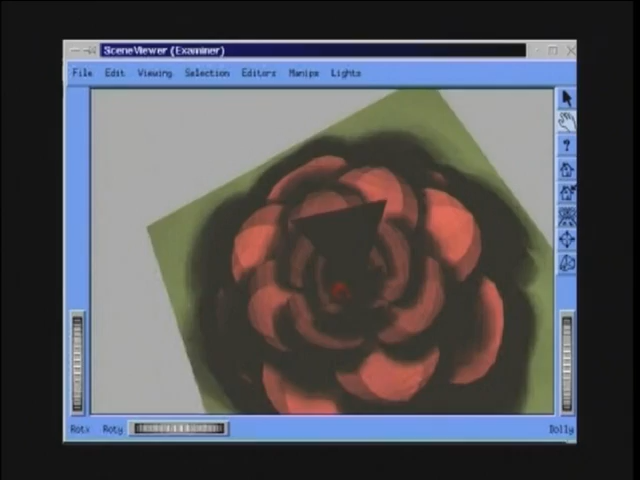 SceneViewer (Examiner)
File Edit Viewing Selection Editors Manips Lights
?
Rotx Roty Dolly